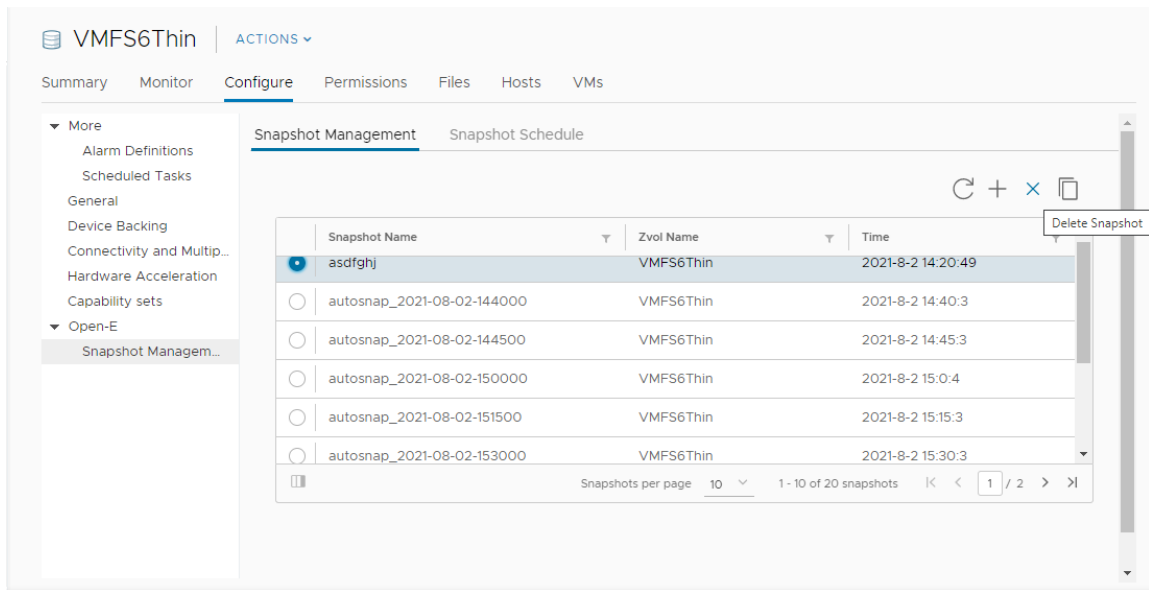 VMFS6Thin ACTIONS
Summary Monitor Configure Permissions Files Hosts VMs
More
Alarm Definitions
Scheduled Tasks
General
Device Backing
Connectivity and Multip...
Hardware Acceleration
Capability sets
Open-E
Snapshot Managem...
Snapshot Management Snapshot Schedule
Delete Snapshot
Snapshot Name Zvol Name Time
asdfghj VMFS6Thin 2021-8-2 14:20:49
autosnap_2021-08-02-144000 VMFS6Thin 2021-8-2 14:40:3
autosnap_2021-08-02-144500 VMFS6Thin 2021-8-2 14:45:3
autosnap_2021-08-02-150000 VMFS6Thin 2021-8-2 15:0:4
autosnap_2021-08-02-151500 VMFS6Thin 2021-8-2 15:15:3
autosnap_2021-08-02-153000 VMFS6Thin 2021-8-2 15:30:3
Snapshots per page 10 1 - 10 of 20 snapshots 1 / 2